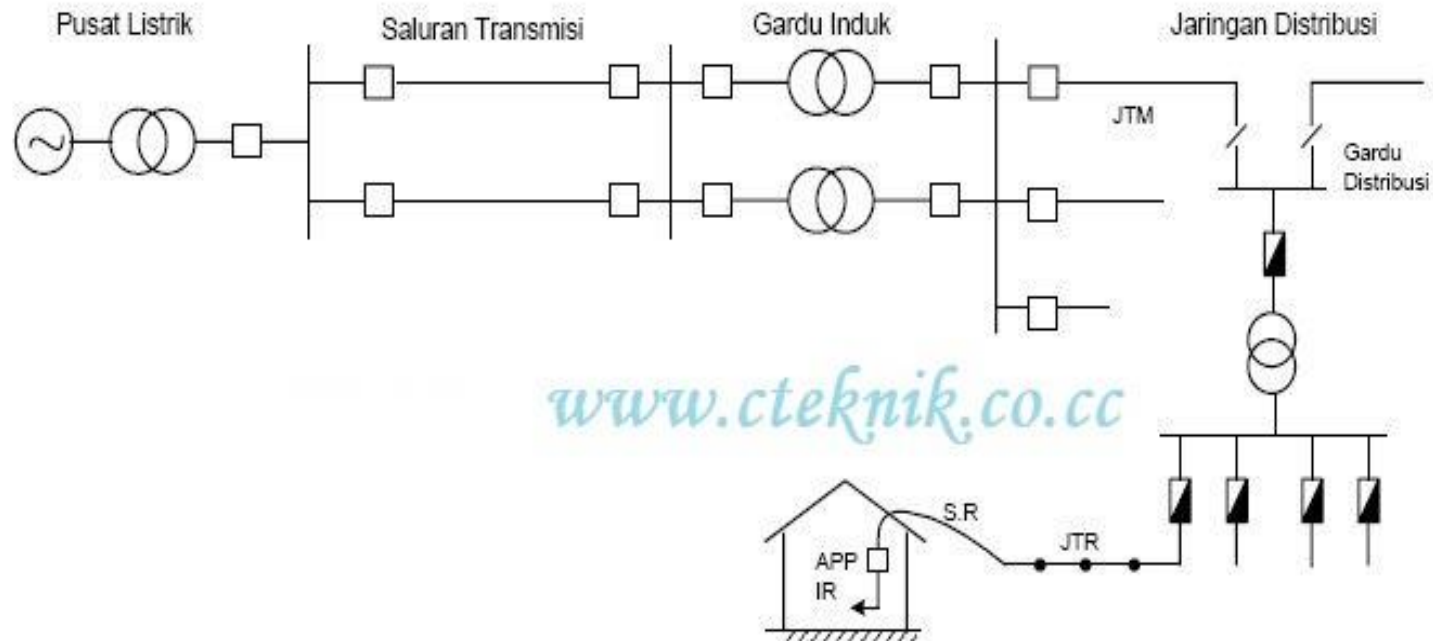 Pusat Listrik
Saluran Transmisi
Gardu Induk
Jaringan Distribusi
JTM
Gardu
Distribusi
www.cteknik.co.cc
S.R
JTR
APP
IR